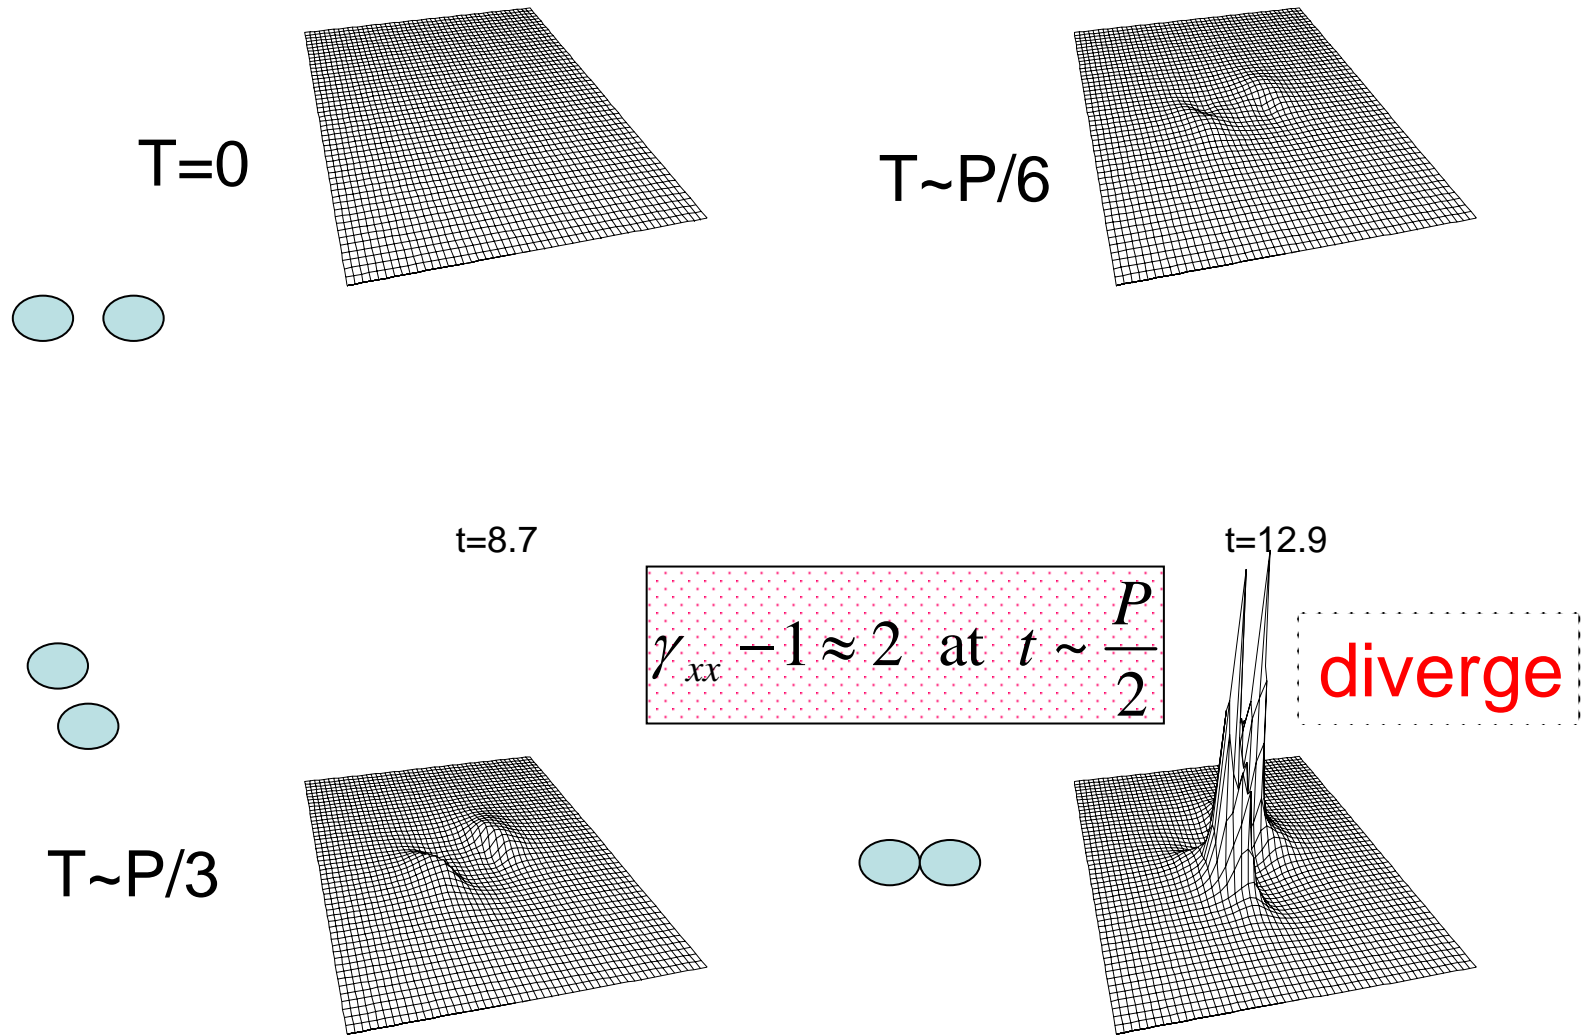 T=0
T~P/6
t=8.7
t=12.9
γ_xx − 1 ≈ 2 at t ~ P/2
diverge
T~P/3